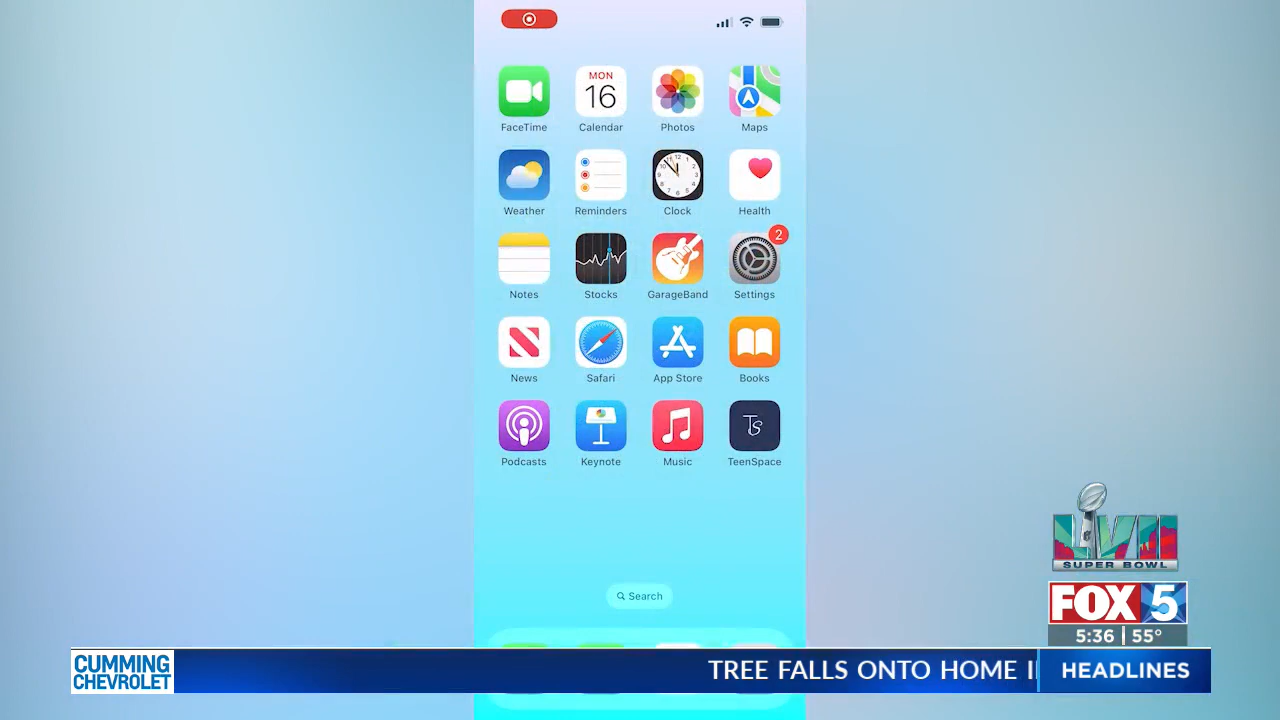 MON
16
FaceTime
Calendar
Photos
Maps
Weather
Reminders
Clock
Health
2
Notes
Stocks
GarageBand
Settings
News
Safari
App Store
Books
Ts
Podcasts
Keynote
Music
TeenSpace
Search
LVII
SUPER BOWL
FOX 5
5:36 | 55°
CUMMING
CHEVROLET
TREE FALLS ONTO HOME
HEADLINES